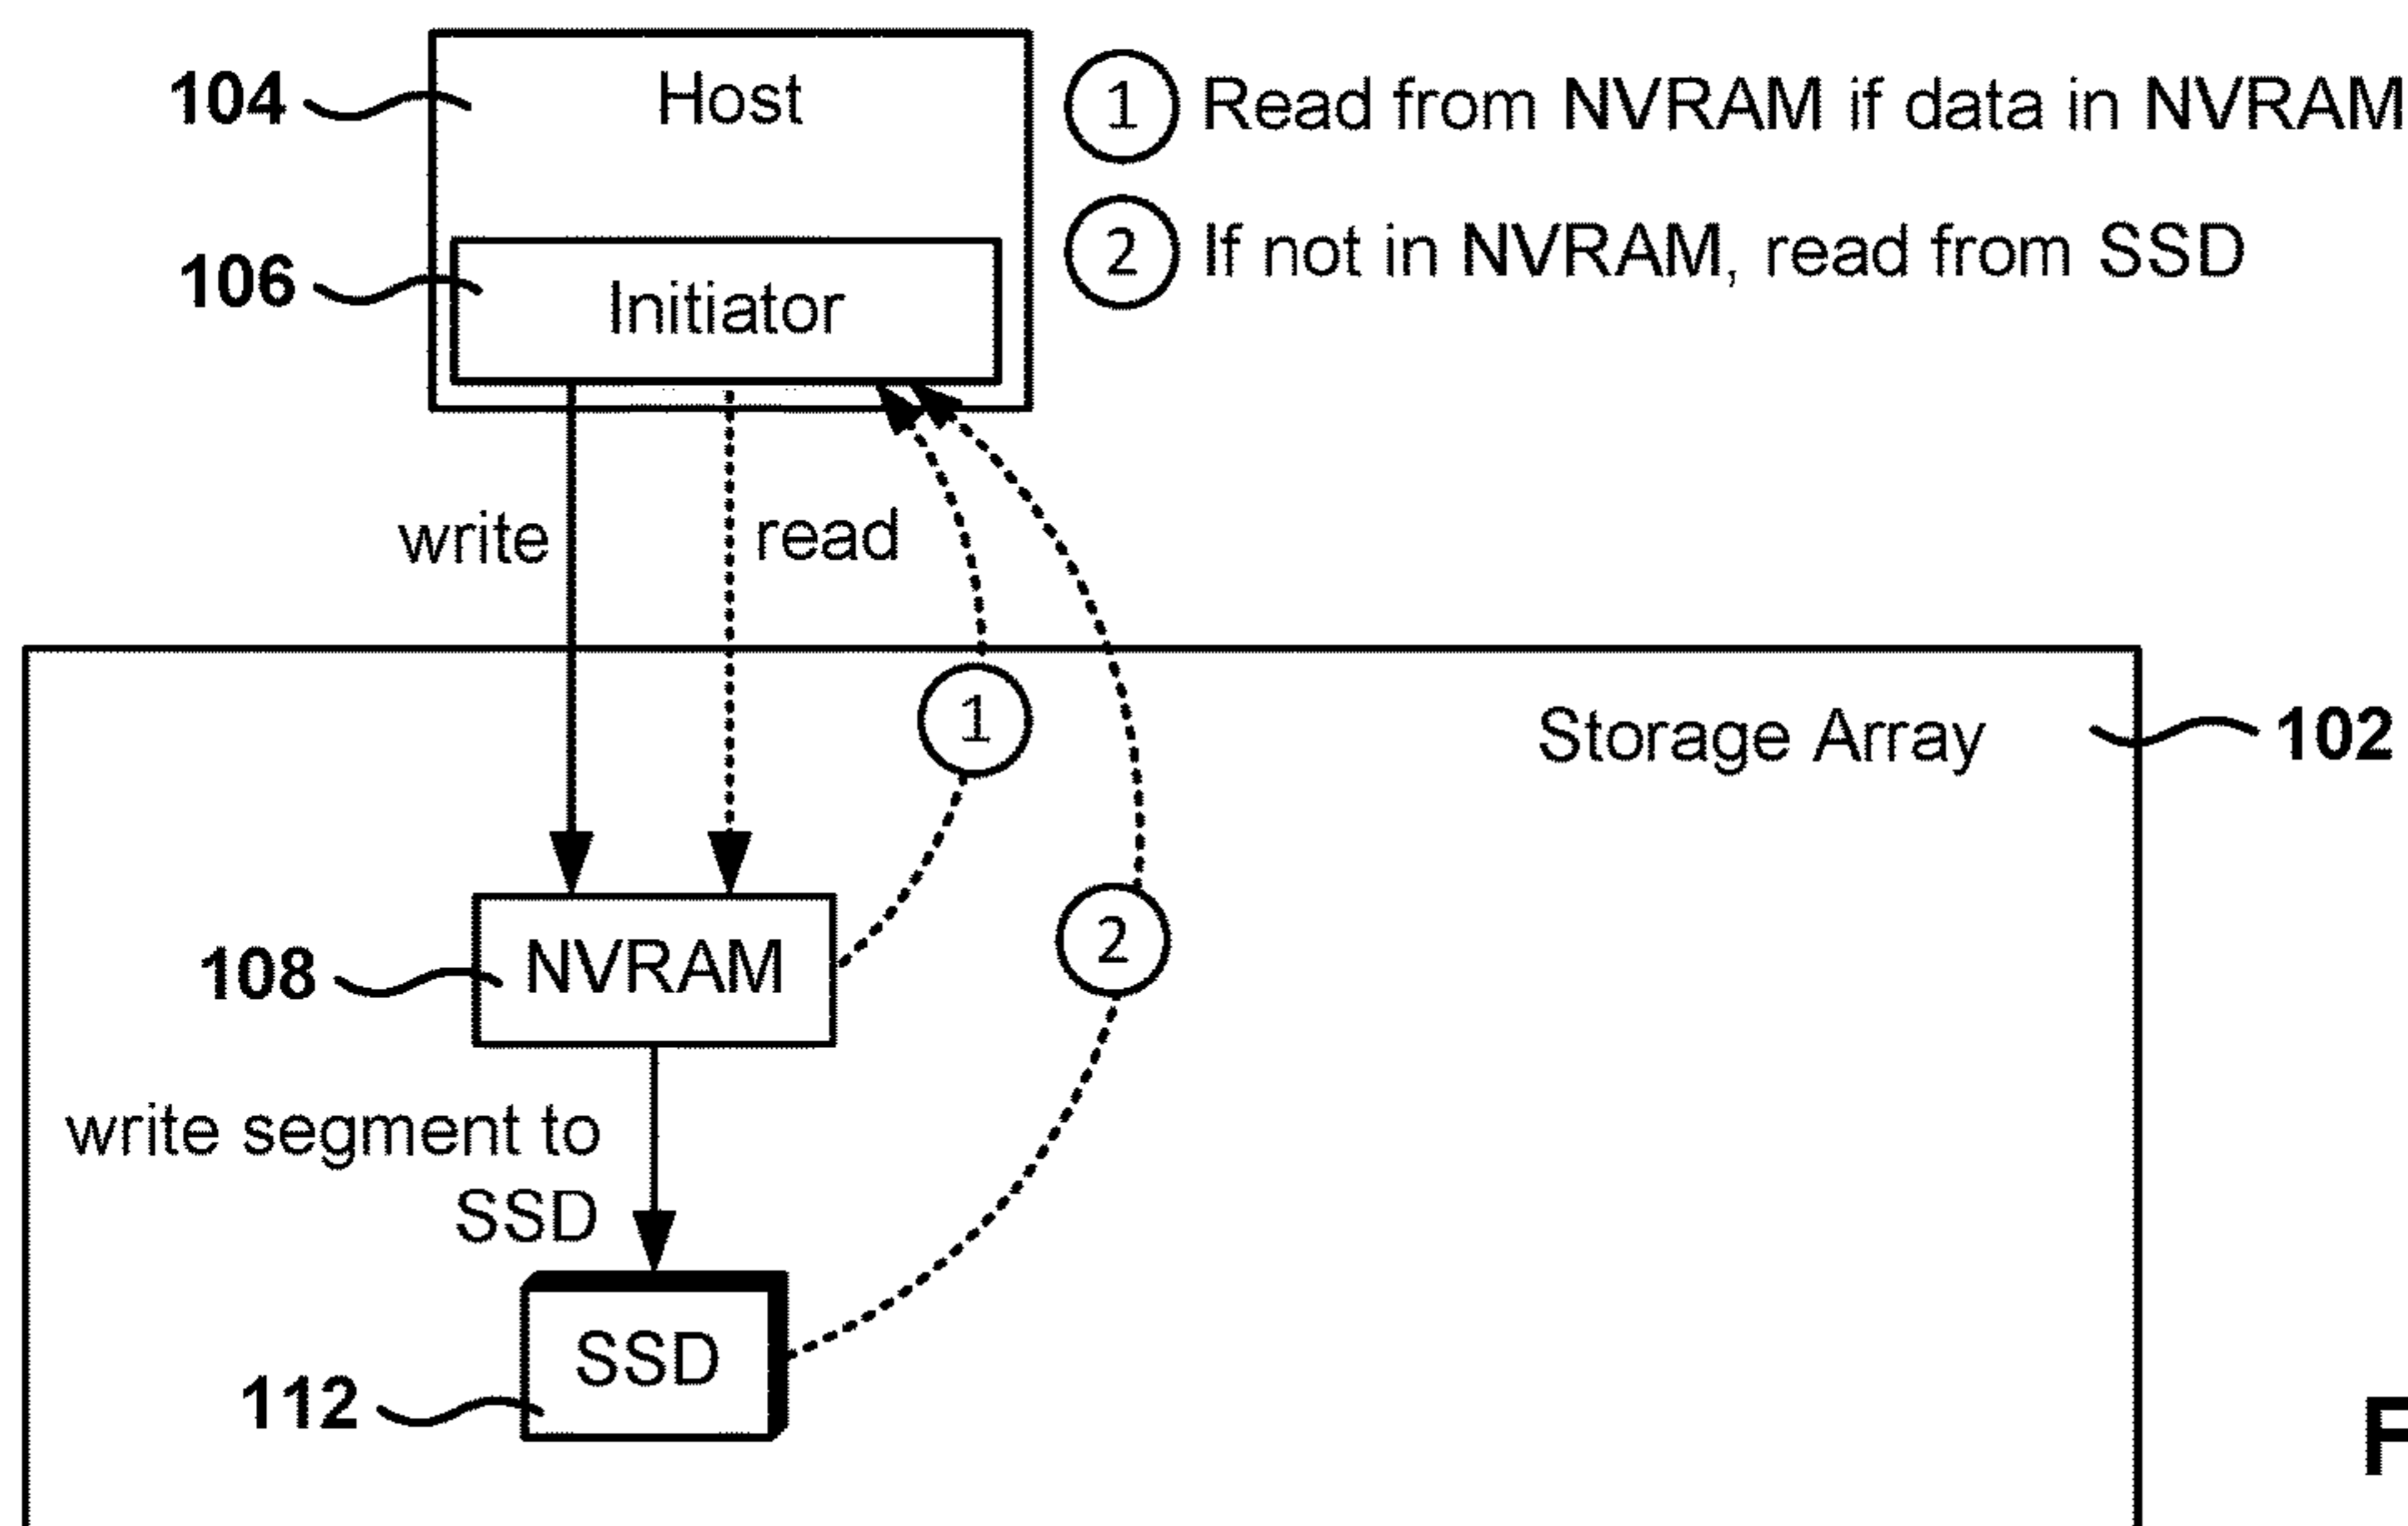 104
Host
1 Read from NVRAM if data in NVRAM
2 If not in NVRAM, read from SSD
106
Initiator
write
read
1
Storage Array
102
2
108
NVRAM
write segment to
SSD
SSD
112
F